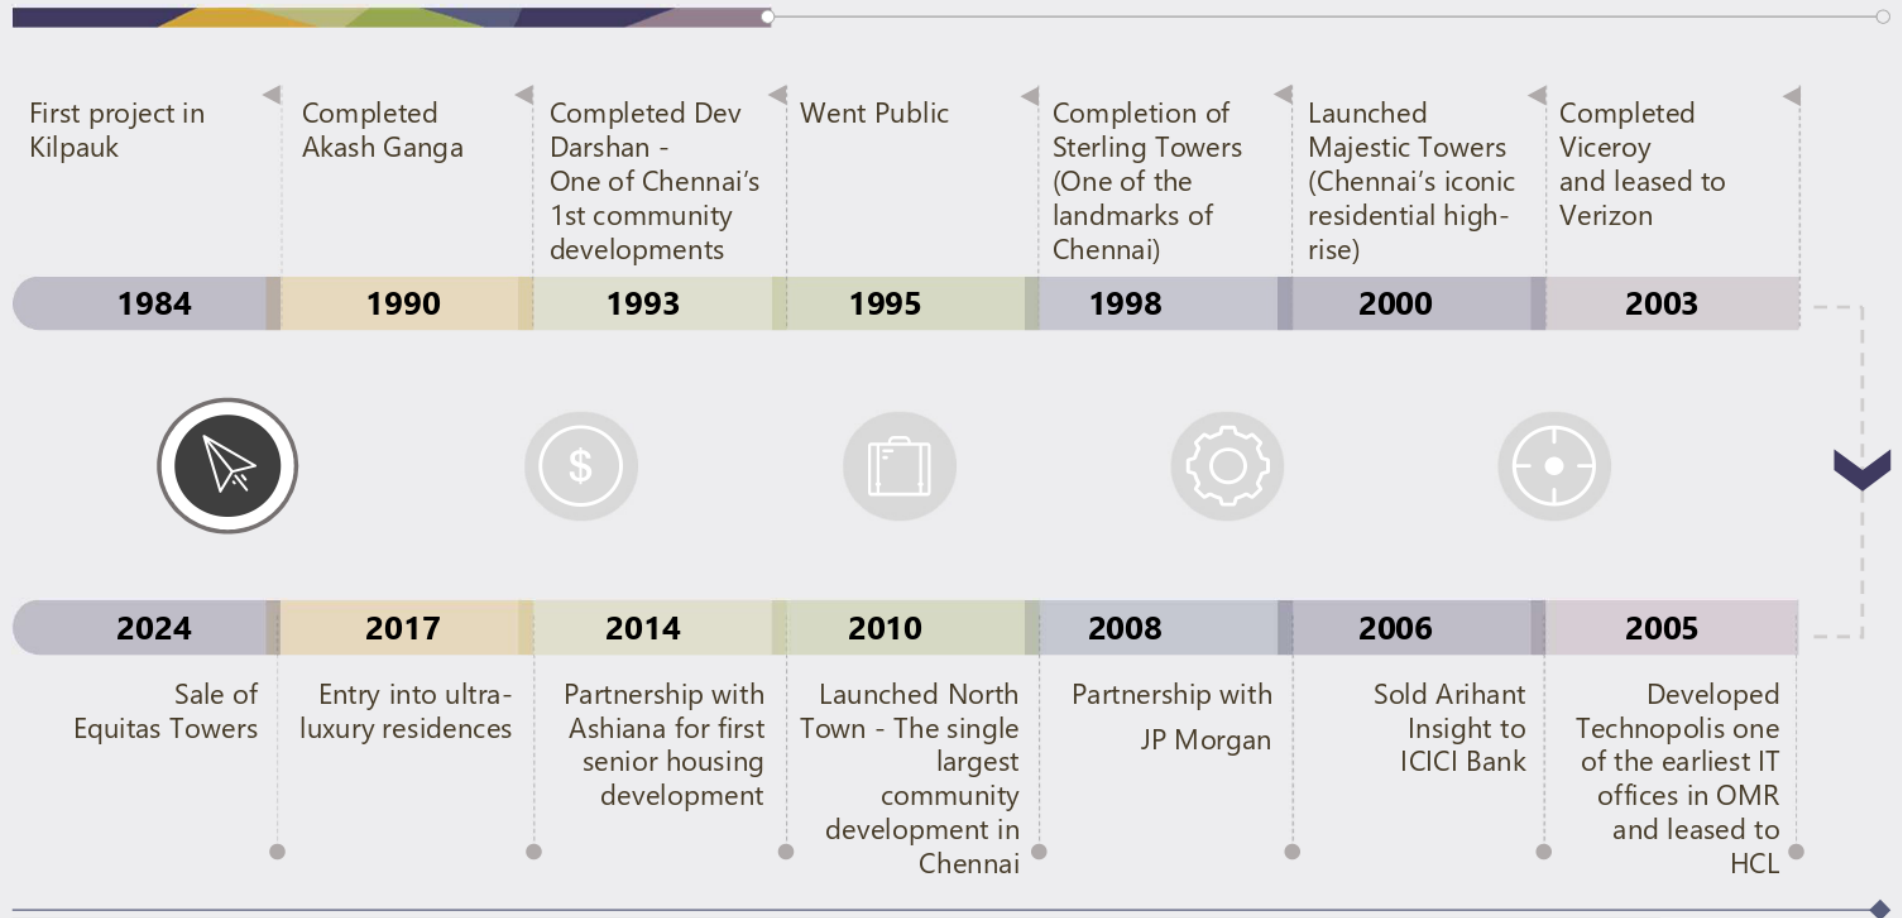 First project in
Kilpauk
Completed
Akash Ganga
Completed Dev
Darshan -
One of Chennai’s
1st community
developments
Went Public
Completion of
Sterling Towers
(One of the
landmarks of
Chennai)
Launched
Majestic Towers
(Chennai’s iconic
residential high-
rise)
Completed
Viceroy
and leased to
Verizon
1984
1990
1993
1995
1998
2000
2003
$
2024
2017
2014
2010
2008
2006
2005
Sale of
Equitas Towers
Entry into ultra-
luxury residences
Partnership with
Ashiana for first
senior housing
development
Launched North
Town - The single
largest
community
development in
Chennai
Partnership with
JP Morgan
Sold Arihant
Insight to
ICICI Bank
Developed
Technopolis one
of the earliest IT
offices in OMR
and leased to
HCL